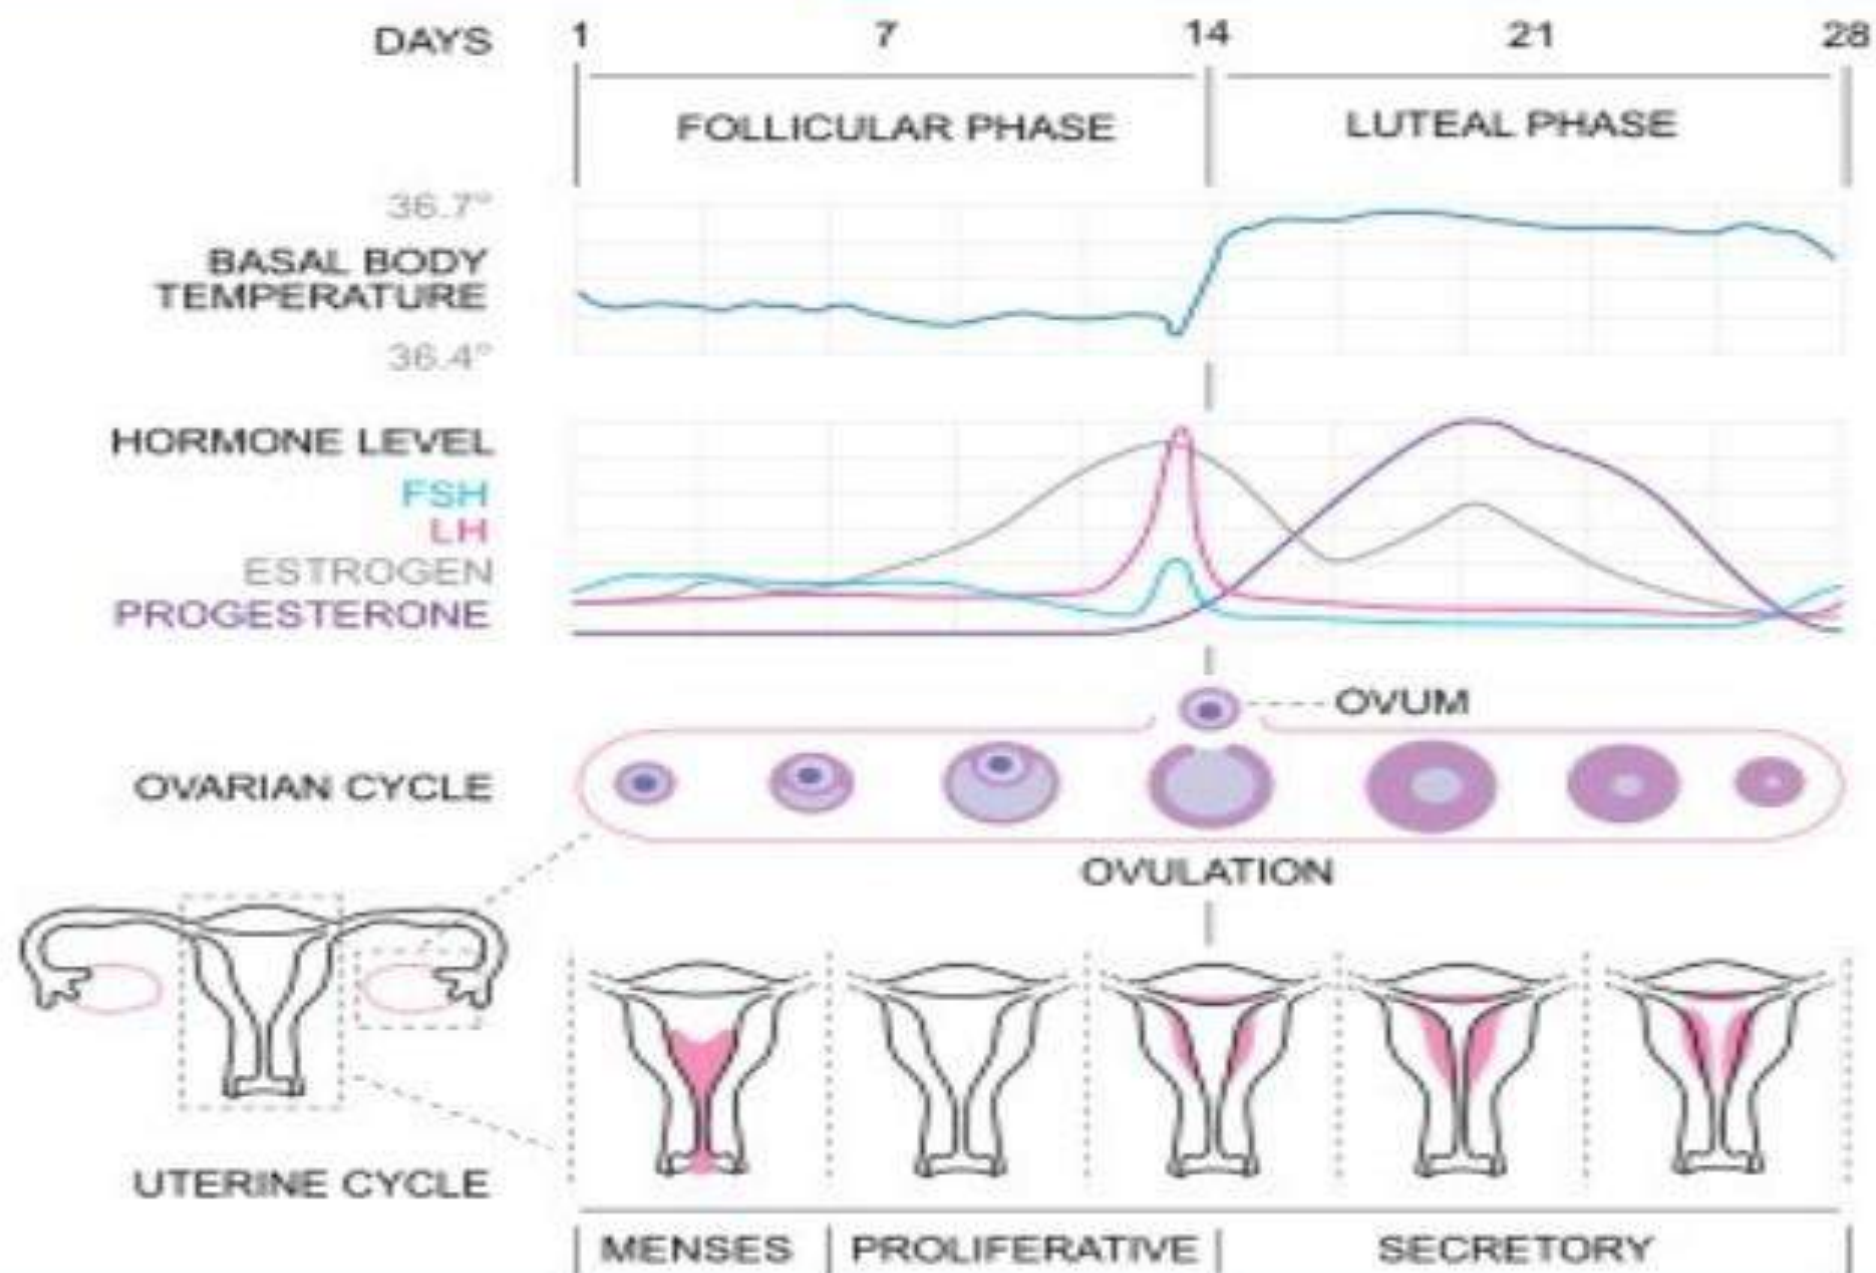 DAYS 1 7 14 21 28
FOLLICULAR PHASE LUTEAL PHASE
36.7°
BASAL BODY
TEMPERATURE
36.4°
HORMONE LEVEL
FSH
LH
ESTROGEN
PROGESTERONE
OVUM
OVARIAN CYCLE
OVULATION
UTERINE CYCLE
MENSES PROLIFERATIVE SECRETORY